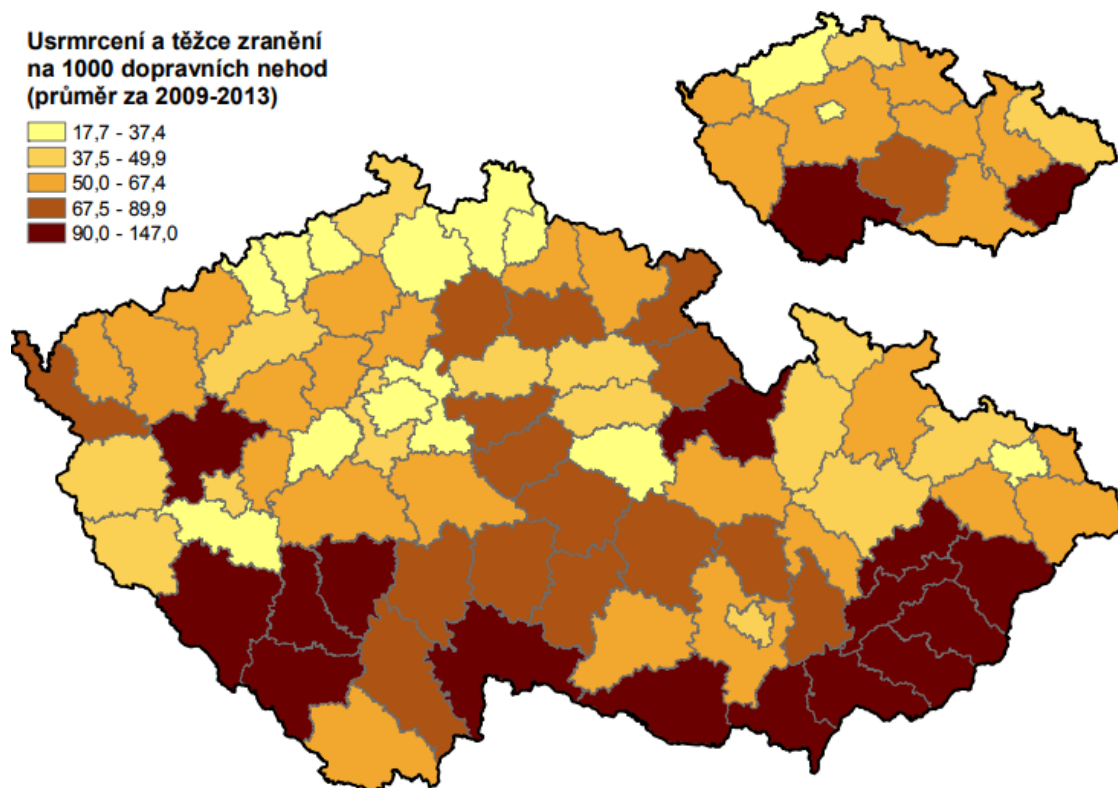 Usrmrcení a těžce zranění
na 1000 dopravních nehod
(průměr za 2009-2013)
17,7 - 37,4
37,5 - 49,9
50,0 - 67,4
67,5 - 89,9
90,0 - 147,0